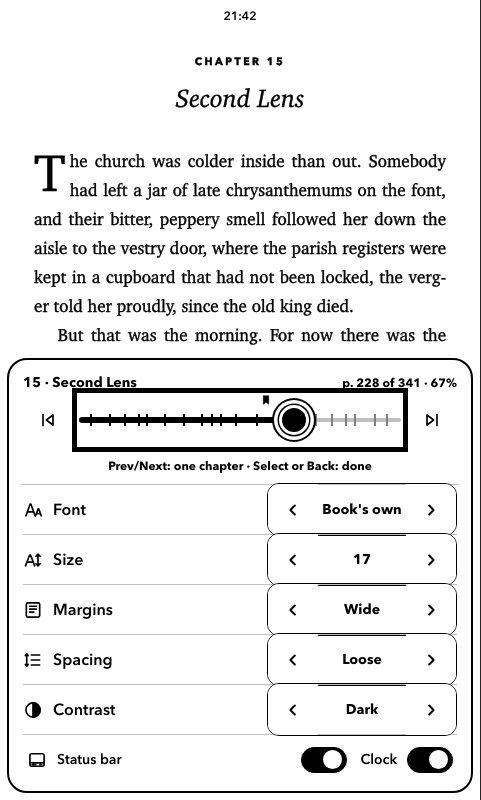 21:42
CHAPTER 15
Second Lens
The church was colder inside than out. Somebody
had left a jar of late chrysanthemums on the font,
and their bitter, peppery smell followed her down the
aisle to the vestry door, where the parish registers were
kept in a cupboard that had not been locked, the verg-
er told her proudly, since the old king died.
But that was the morning. For now there was the
15 · Second Lens
p. 228 of 341 · 67%
Prev/Next: one chapter · Select or Back: done
Font
Book's own
Size
17
Margins
Wide
Spacing
Loose
Contrast
Dark
Status bar
Clock